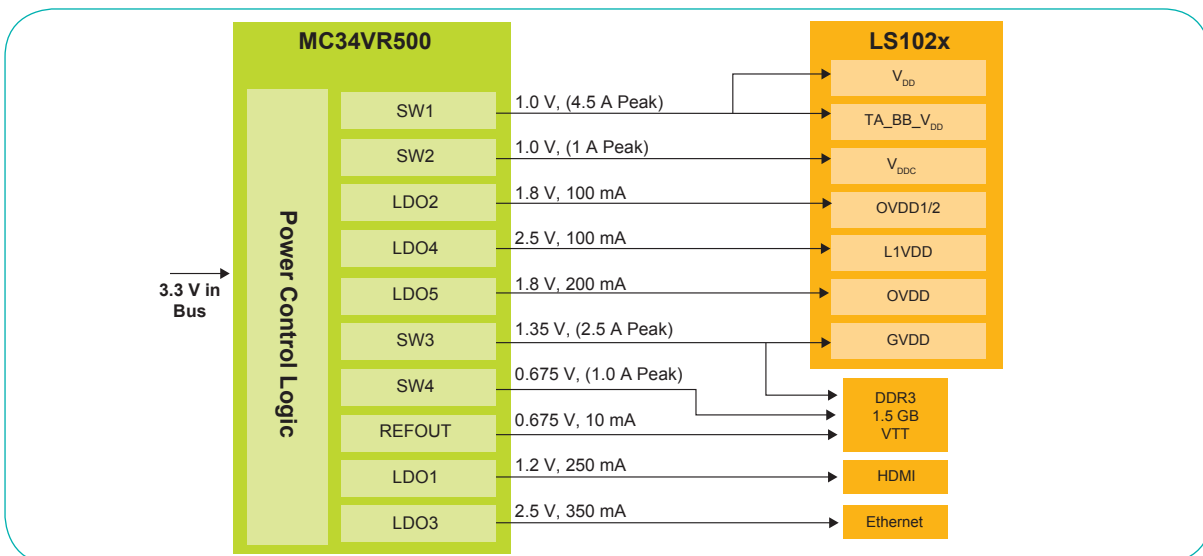 MC34VR500
LS102x
3.3 V in
Bus
Power Control Logic
SW1
1.0 V, (4.5 A Peak)
V_DD
TA_BB_V_DD
SW2
1.0 V, (1 A Peak)
V_DDC
LDO2
1.8 V, 100 mA
OVDD1/2
LDO4
2.5 V, 100 mA
L1VDD
LDO5
1.8 V, 200 mA
OVDD
SW3
1.35 V, (2.5 A Peak)
GVDD
SW4
0.675 V, (1.0 A Peak)
REFOUT
0.675 V, 10 mA
DDR3
1.5 GB
VTT
LDO1
1.2 V, 250 mA
HDMI
LDO3
2.5 V, 350 mA
Ethernet